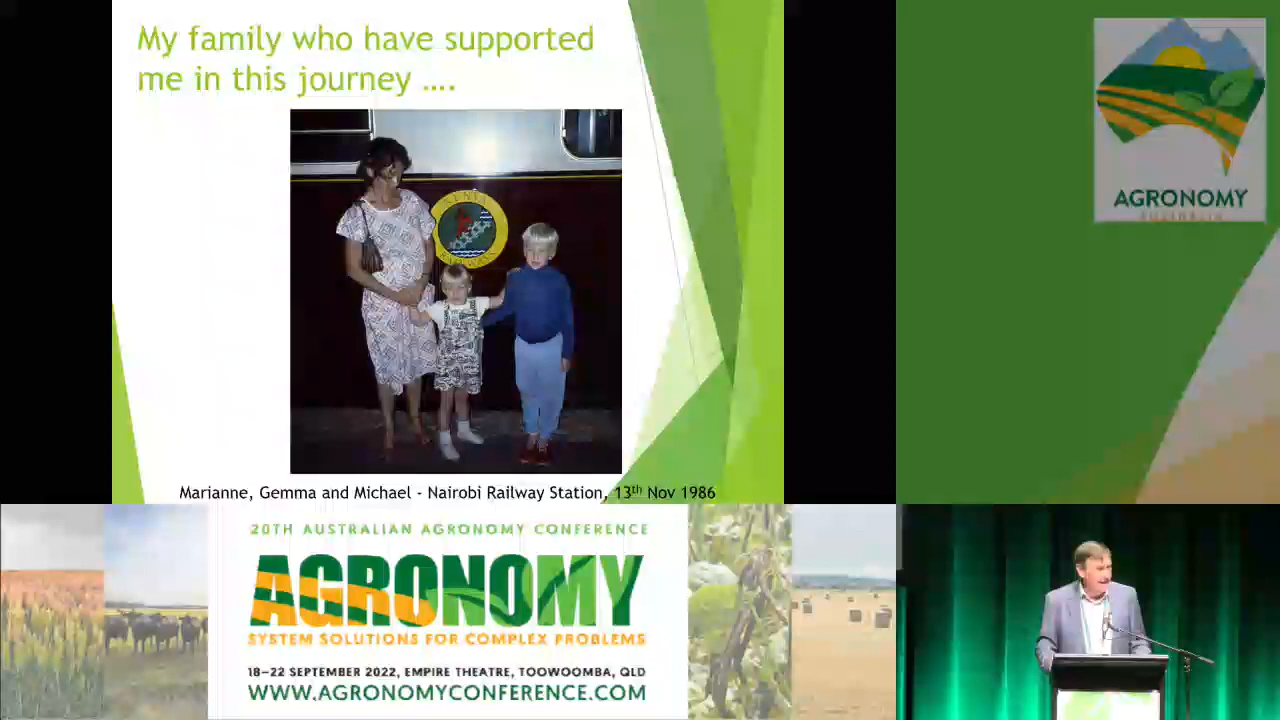 My family who have supported
me in this journey ....
KENYA
RAILWAYS
Marianne, Gemma and Michael - Nairobi Railway Station, 13th Nov 1986
AGRONOMY
AUSTRALIA
20TH AUSTRALIAN AGRONOMY CONFERENCE
AGRONOMY
SYSTEM SOLUTIONS FOR COMPLEX PROBLEMS
18–22 SEPTEMBER 2022, EMPIRE THEATRE, TOOWOOMBA, QLD
WWW.AGRONOMYCONFERENCE.COM